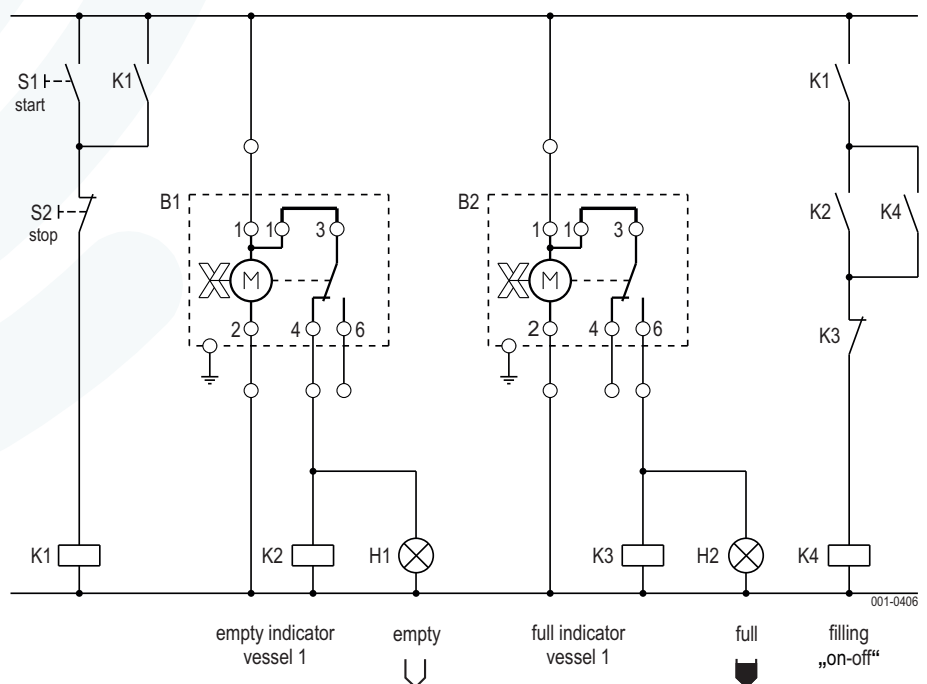 S1
start
K1
K1
S2
stop
B1
1
1
3
M
2
4
6
B2
1
1
3
M
2
4
6
K2
K4
K3
K1
K2
H1
K3
H2
K4
001-0406
empty indicator
vessel 1
empty
full indicator
vessel 1
full
filling
„on-off“